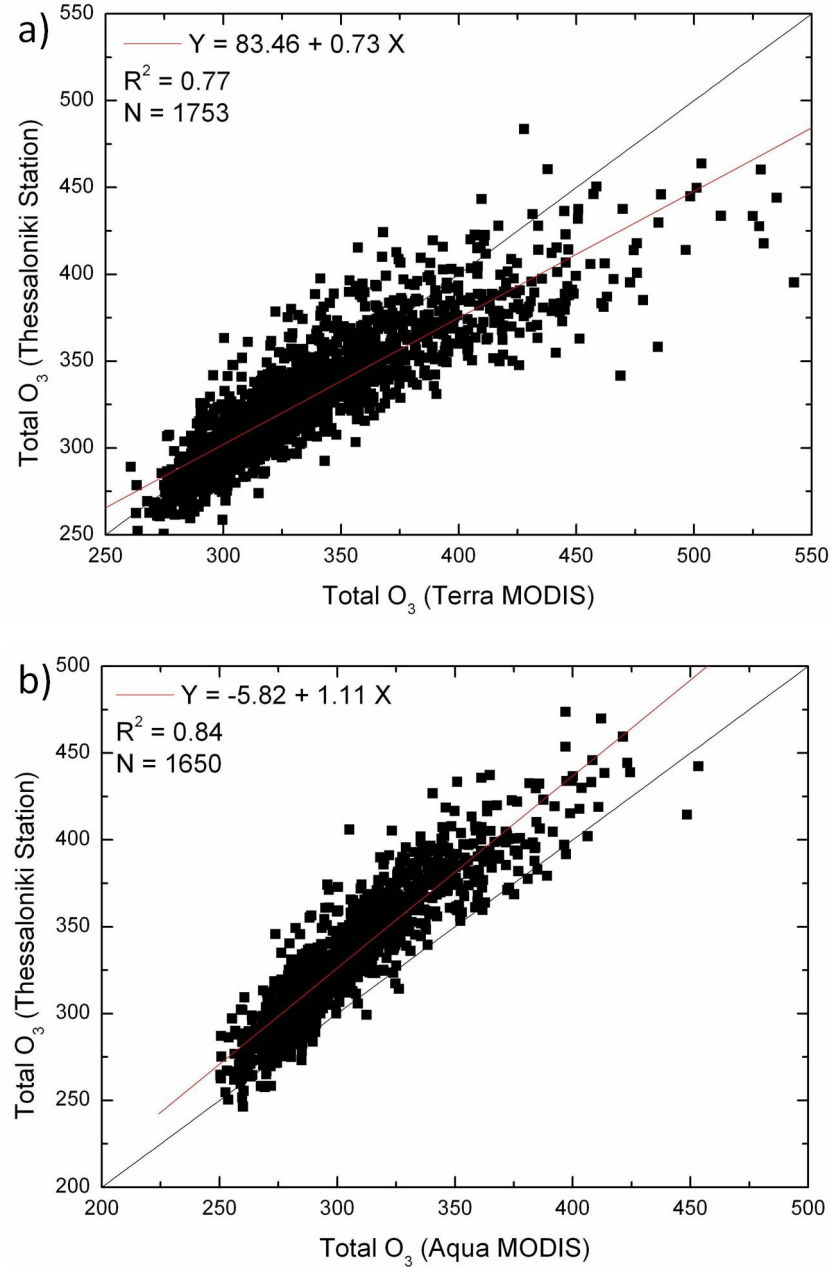 a)
Y = 83.46 + 0.73 X
R² = 0.77
N = 1753
550
500
450
400
350
300
250
Total O₃ (Thessaloniki Station)
250 300 350 400 450 500 550
Total O₃ (Terra MODIS)
b)
Y = -5.82 + 1.11 X
R² = 0.84
N = 1650
500
450
400
350
300
250
200
Total O₃ (Thessaloniki Station)
200 250 300 350 400 450 500
Total O₃ (Aqua MODIS)